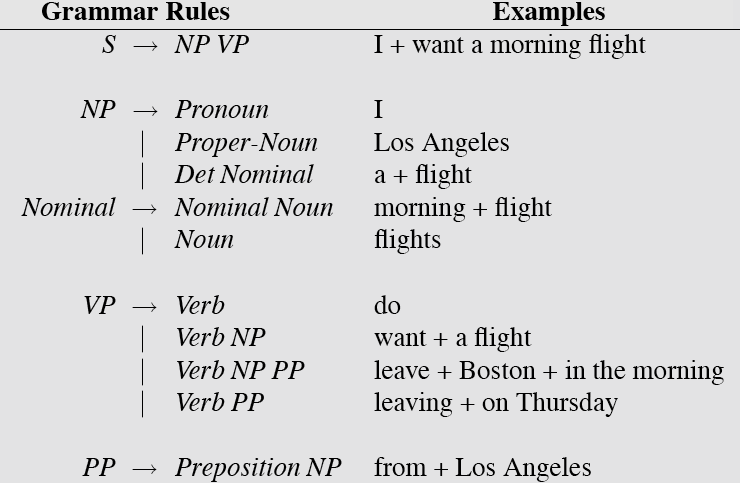 Grammar Rules Examples
S → NP VP I + want a morning flight
NP → Pronoun I
| Proper-Noun Los Angeles
| Det Nominal a + flight
Nominal → Nominal Noun morning + flight
| Noun flights
VP → Verb do
| Verb NP want + a flight
| Verb NP PP leave + Boston + in the morning
| Verb PP leaving + on Thursday
PP → Preposition NP from + Los Angeles